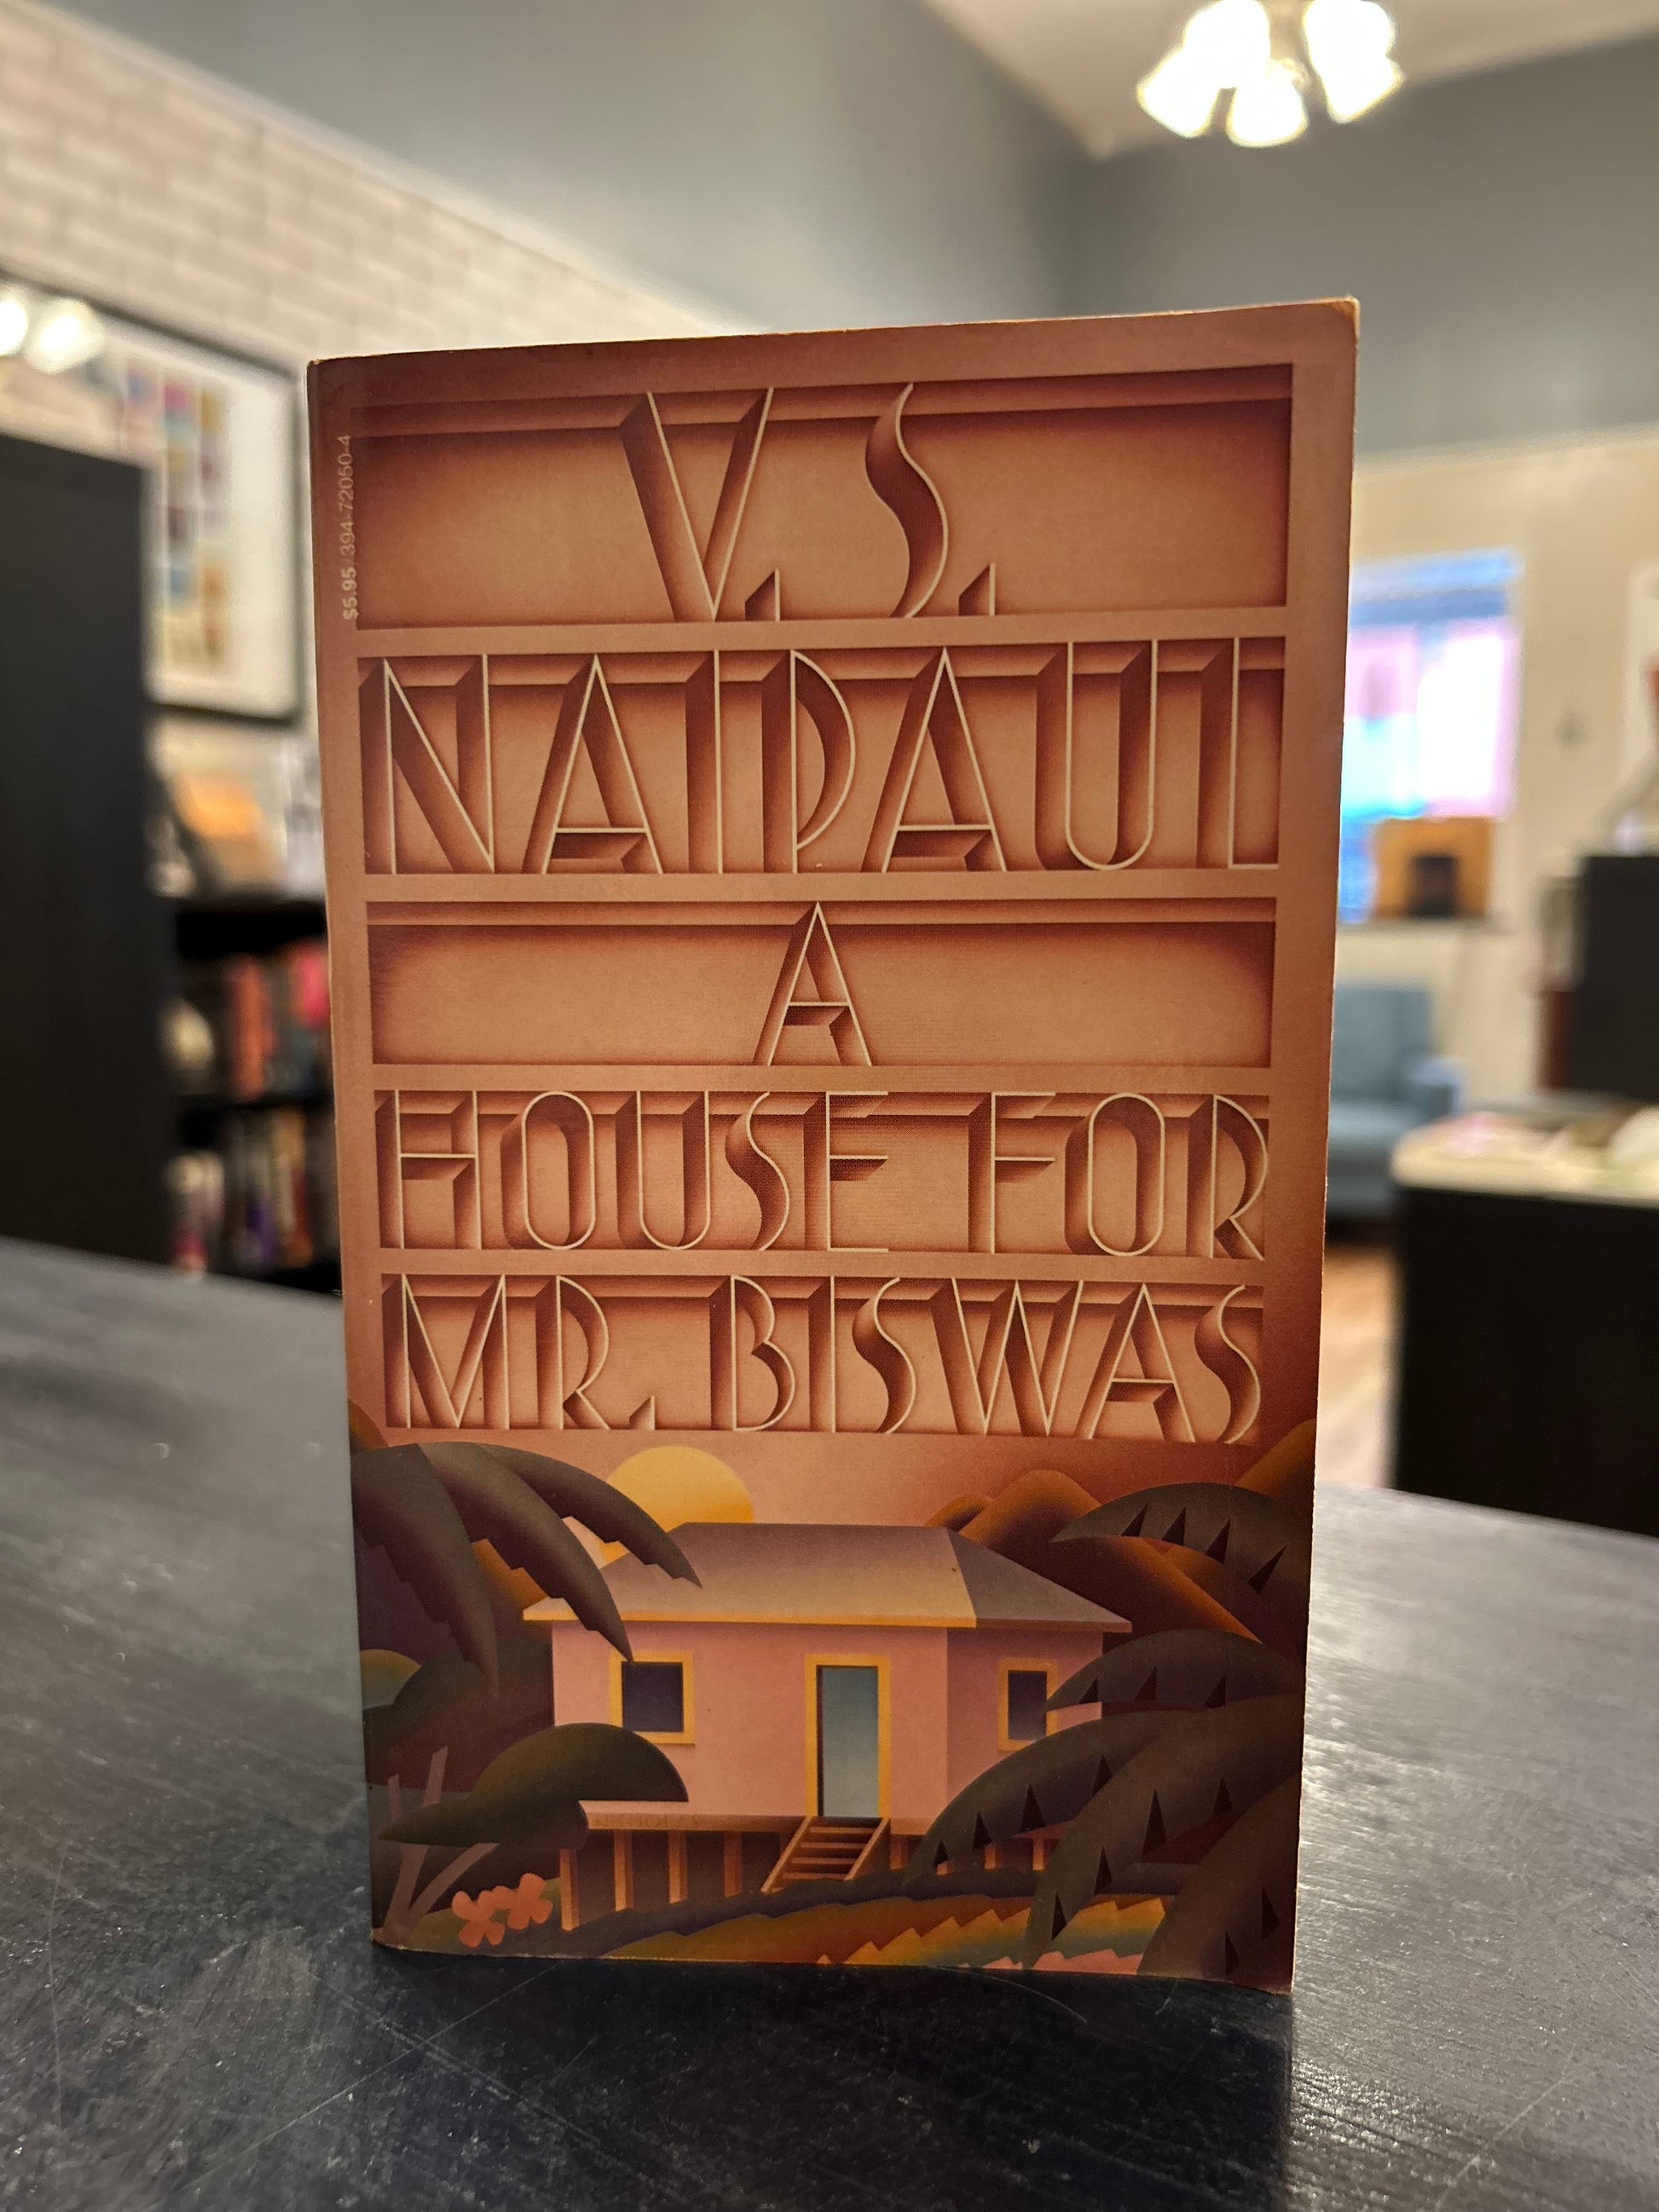 $5.95 394-72050-4
V.S.
NAIPAUL
A
HOUSE FOR
MR. BISWAS